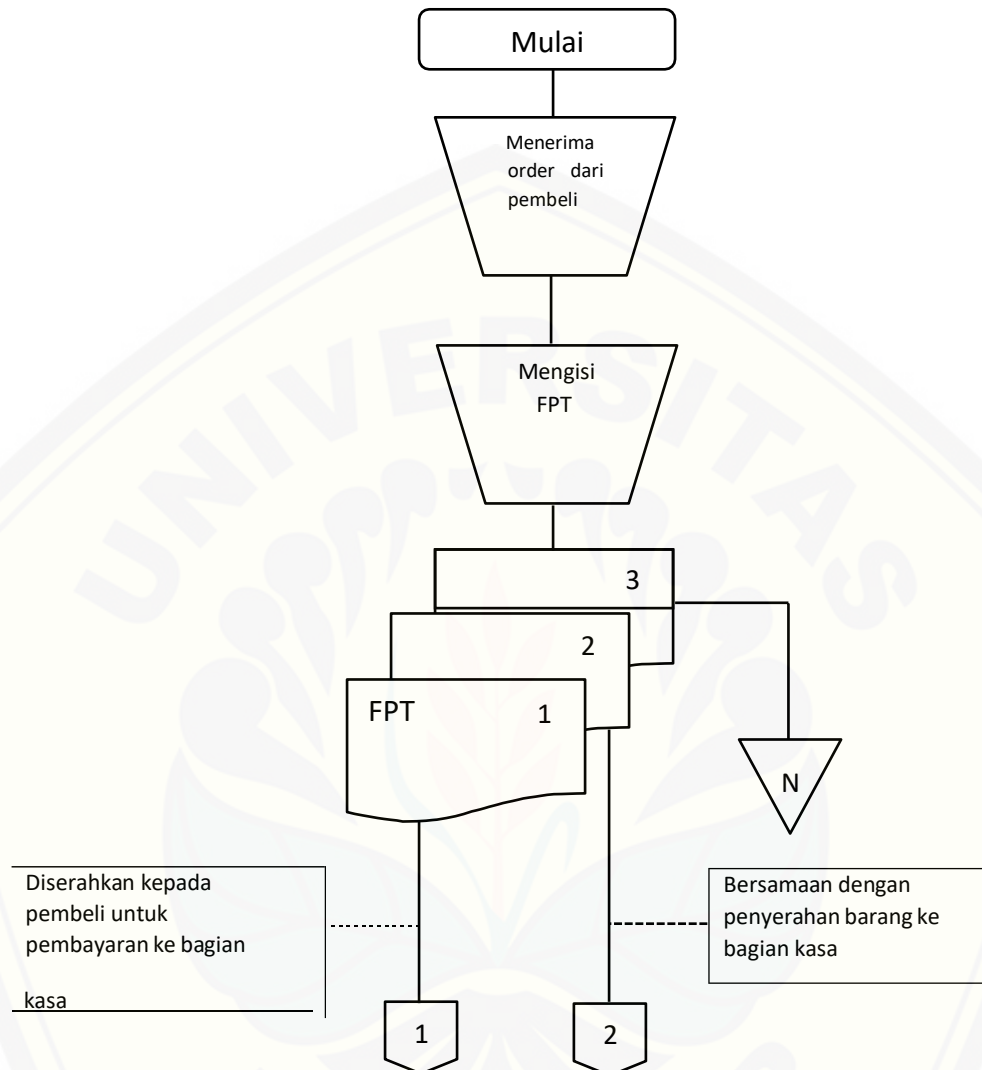 Mulai
Menerima
order dari
pembeli
Mengisi
FPT
3
2
FPT 1
N
Diserahkan kepada
pembeli untuk
pembayaran ke bagian
kasa
Bersamaan dengan
penyerahan barang ke
bagian kasa
1
2
UNIVERSITAS